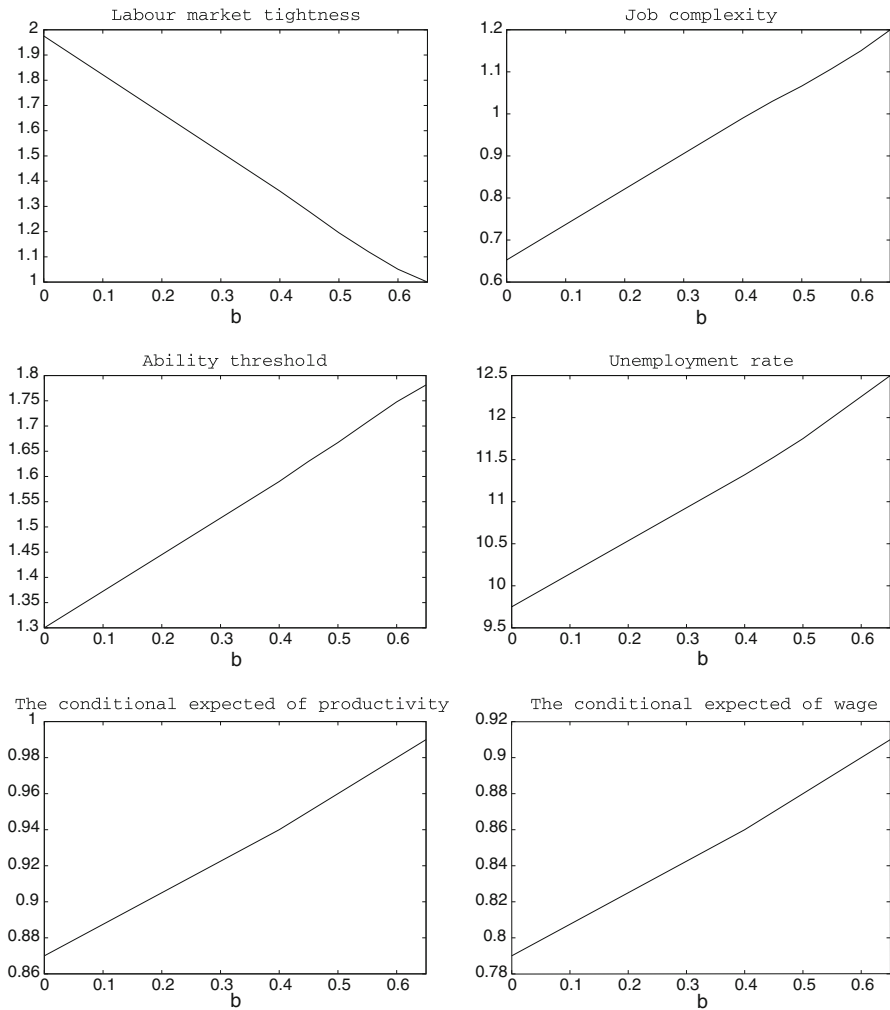 Labour market tightness
2
1.9
1.8
1.7
1.6
1.5
1.4
1.3
1.2
1.1
1
0 0.1 0.2 0.3 0.4 0.5 0.6
b
Job complexity
1.2
1.1
1
0.9
0.8
0.7
0.6
0 0.1 0.2 0.3 0.4 0.5 0.6
b
Ability threshold
1.8
1.75
1.7
1.65
1.6
1.55
1.5
1.45
1.4
1.35
1.3
0 0.1 0.2 0.3 0.4 0.5 0.6
b
Unemployment rate
12.5
12
11.5
11
10.5
10
9.5
0 0.1 0.2 0.3 0.4 0.5 0.6
b
The conditional expected of productivity
1
0.98
0.96
0.94
0.92
0.9
0.88
0.86
0 0.1 0.2 0.3 0.4 0.5 0.6
b
The conditional expected of wage
0.92
0.9
0.88
0.86
0.84
0.82
0.8
0.78
0 0.1 0.2 0.3 0.4 0.5 0.6
b